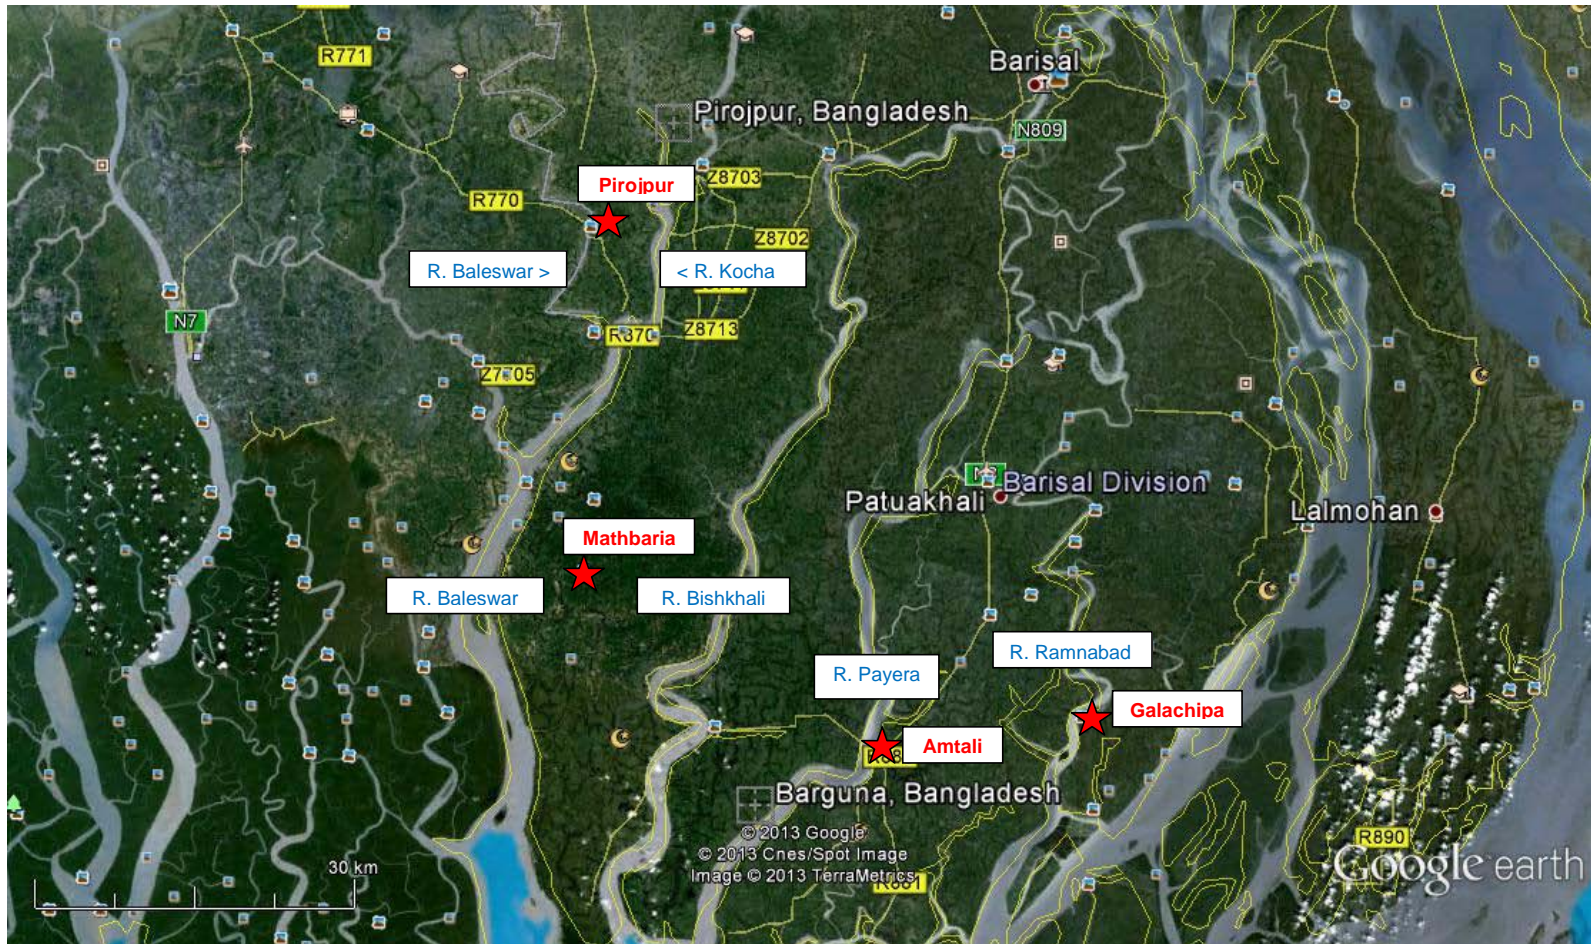 R771
Barisal
Pirojpur, Bangladesh
N809
Pirojpur
Z8703
R770
Z8702
R. Baleswar >
< R. Kocha
N7
R870
Z8713
Z7705
Barisal Division
Patuakhali
Lalmohan
Mathbaria
R. Baleswar
R. Bishkhali
R. Ramnabad
R. Payera
Galachipa
Amtali
Barguna, Bangladesh
© 2013 Google
© 2013 Cnes/Spot Image
Image © 2013 TerraMetrics
R890
Google earth
30 km
R881